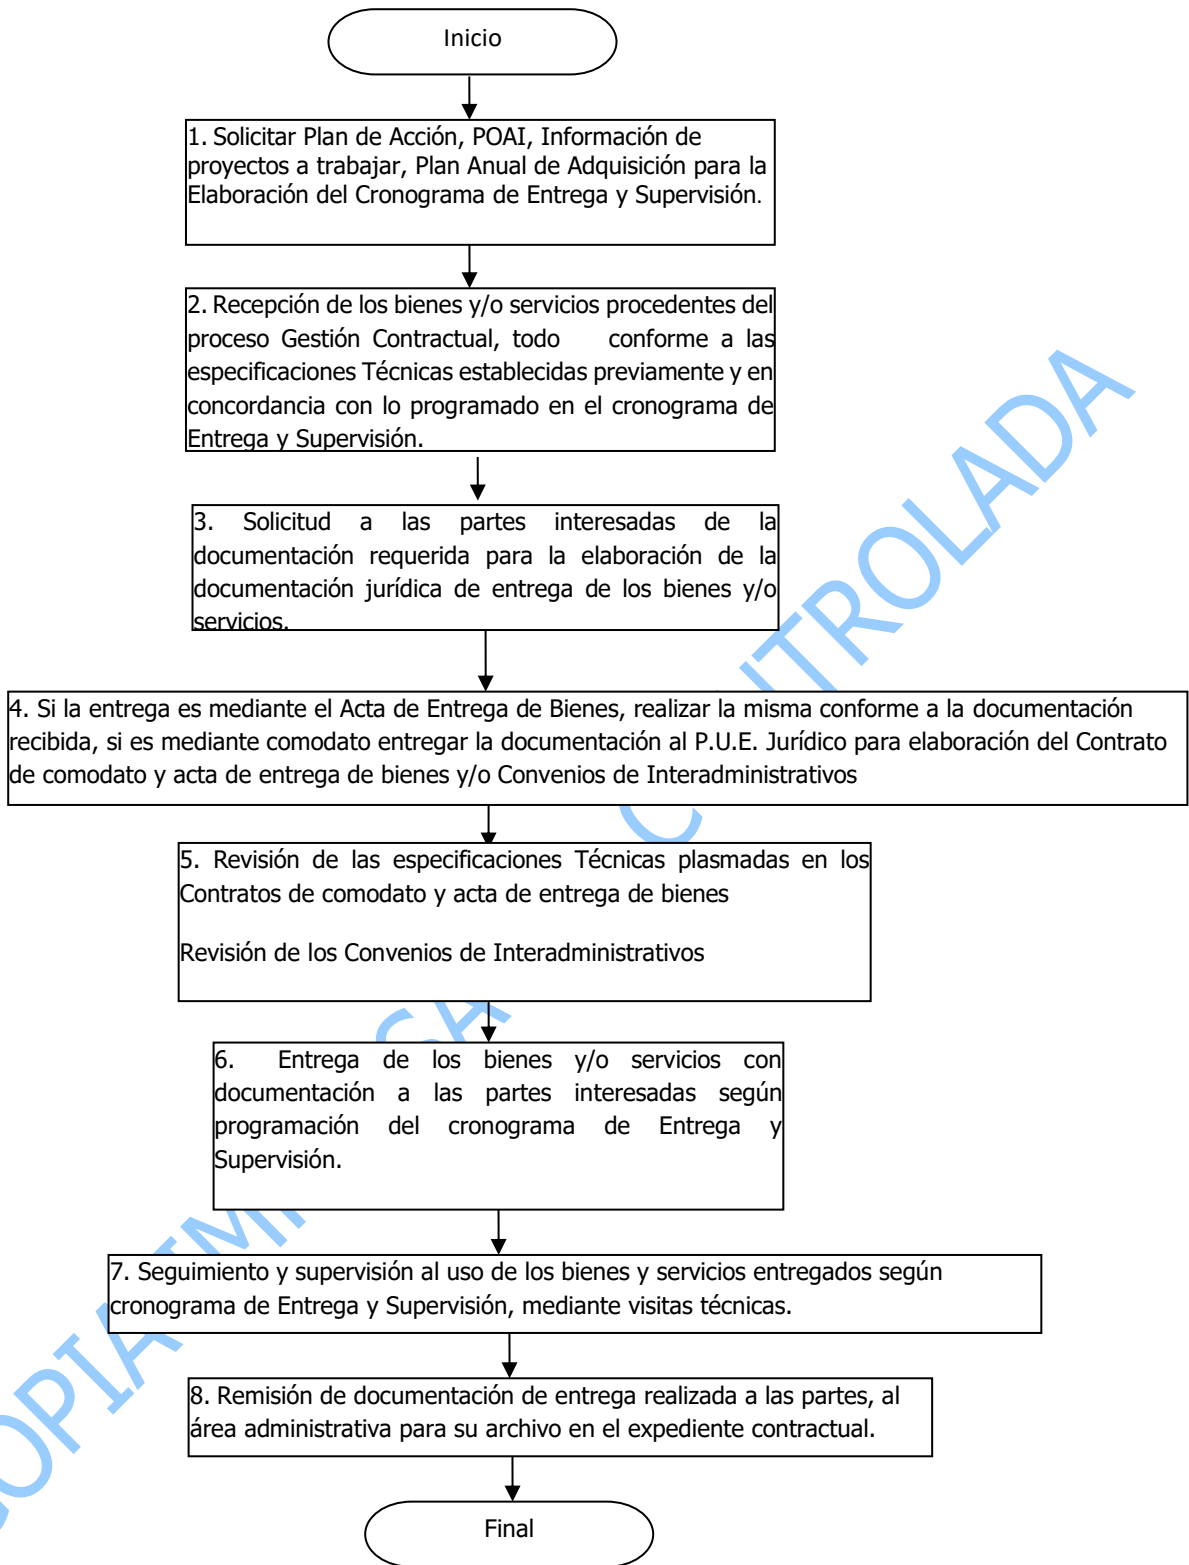 Inicio
1. Solicitar Plan de Acción, POAI, Información de
proyectos a trabajar, Plan Anual de Adquisición para la
Elaboración del Cronograma de Entrega y Supervisión.
2. Recepción de los bienes y/o servicios procedentes del
proceso Gestión Contractual, todo conforme a las
especificaciones Técnicas establecidas previamente y en
concordancia con lo programado en el cronograma de
Entrega y Supervisión.
3. Solicitud a las partes interesadas de la
documentación requerida para la elaboración de la
documentación jurídica de entrega de los bienes y/o
servicios.
4. Si la entrega es mediante el Acta de Entrega de Bienes, realizar la misma conforme a la documentación
recibida, si es mediante comodato entregar la documentación al P.U.E. Jurídico para elaboración del Contrato
de comodato y acta de entrega de bienes y/o Convenios de Interadministrativos
5. Revisión de las especificaciones Técnicas plasmadas en los
Contratos de comodato y acta de entrega de bienes
Revisión de los Convenios de Interadministrativos
6. Entrega de los bienes y/o servicios con
documentación a las partes interesadas según
programación del cronograma de Entrega y
Supervisión.
7. Seguimiento y supervisión al uso de los bienes y servicios entregados según
cronograma de Entrega y Supervisión, mediante visitas técnicas.
8. Remisión de documentación de entrega realizada a las partes, al
área administrativa para su archivo en el expediente contractual.
Final